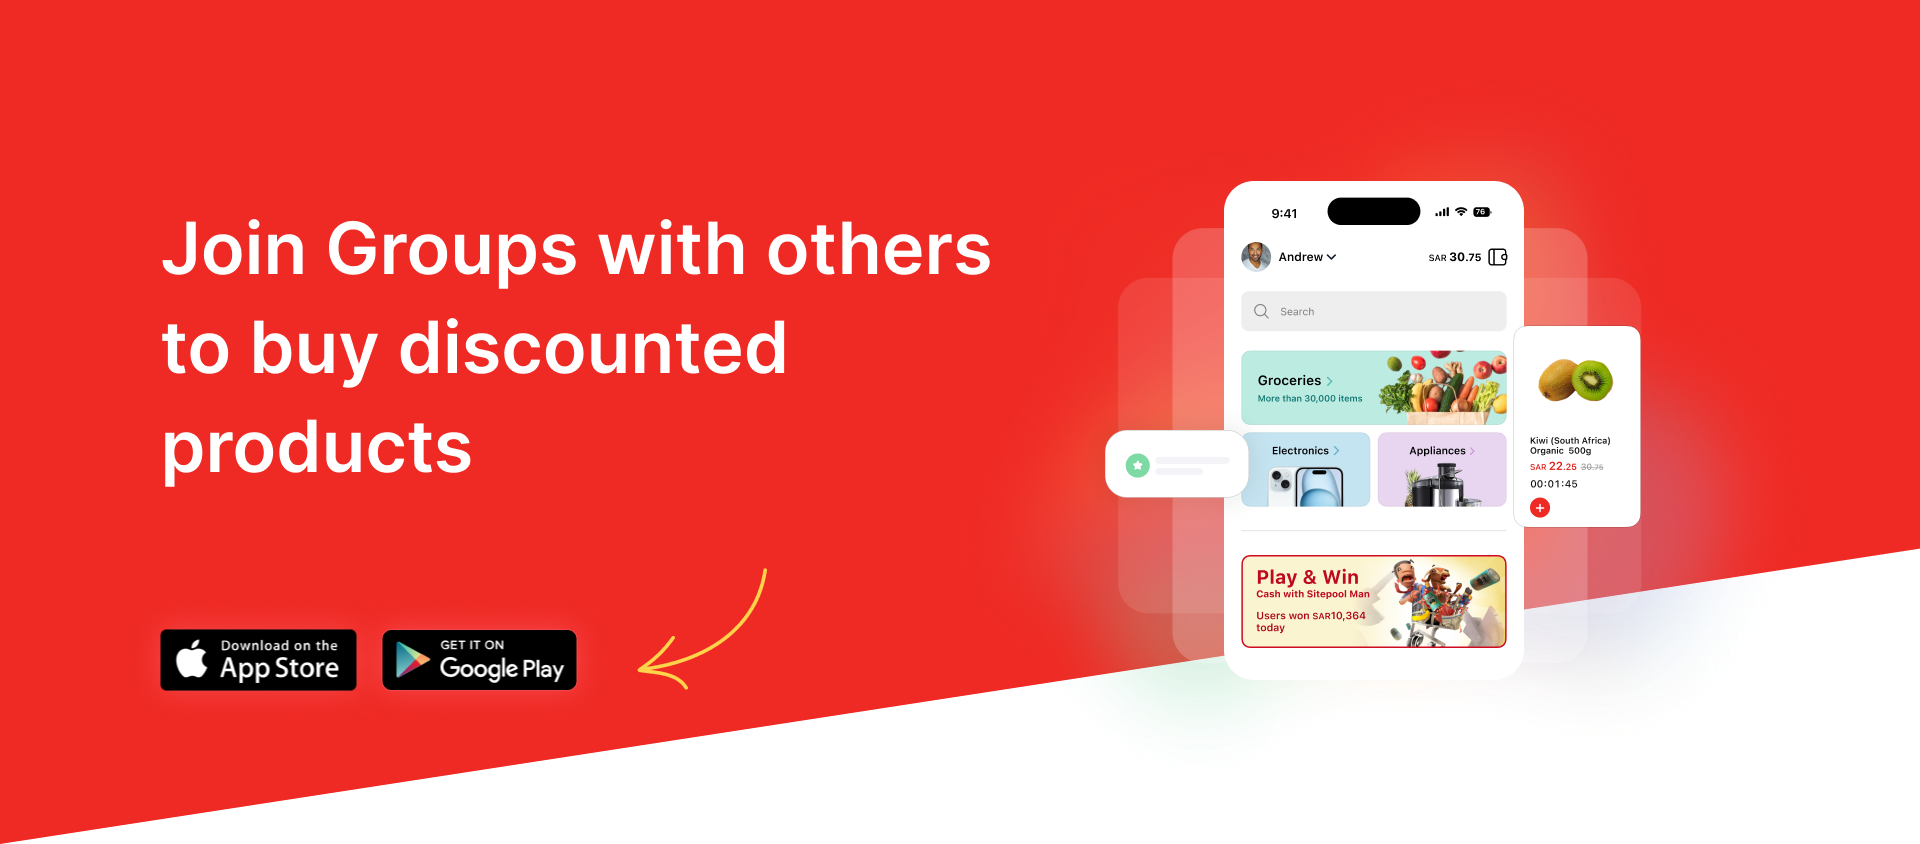 Join Groups with others
to buy discounted
products
Download on the
App Store
GET IT ON
Google Play
9:41
76
Andrew
SAR 30.75
Search
Groceries
More than 30,000 items
Electronics
Appliances
Play & Win
Cash with Sitepool Man
Users won SAR10,364
today
Kiwi (South Africa)
Organic 500g
SAR 22.25 30.75
00:01:45